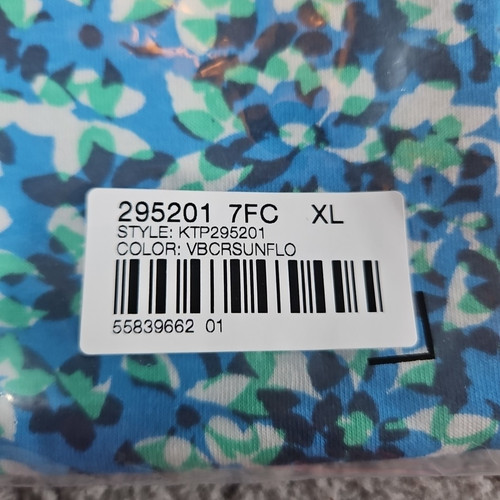 295201 7FC XL
STYLE: KTP295201
COLOR: VBCRSUNFLO
55839662 01